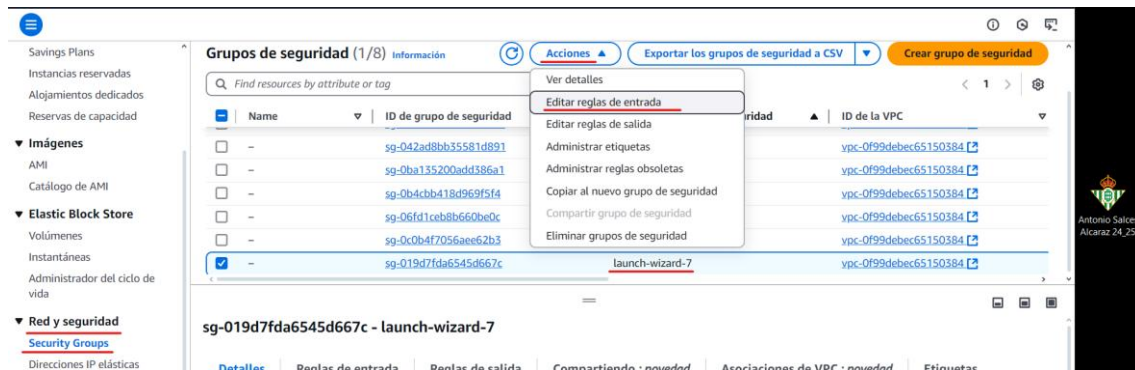 Savings Plans
Instancias reservadas
Alojamientos dedicados
Reservas de capacidad
Imágenes
AMI
Catálogo de AMI
Elastic Block Store
Volúmenes
Instantáneas
Administrador del ciclo de
vida
Red y seguridad
Security Groups
Direcciones IP elásticas
Grupos de seguridad (1/8) Información
Acciones
Exportar los grupos de seguridad a CSV
Crear grupo de seguridad
Find resources by attribute or tag
1
Ver detalles
Editar reglas de entrada
Editar reglas de salida
Administrar etiquetas
Administrar reglas obsoletas
Copiar al nuevo grupo de seguridad
Compartir grupo de seguridad
Eliminar grupos de seguridad
Name ID de grupo de seguridad ID de la VPC
– sg-042ad8bb35581d891 vpc-0f99debec65150384
– sg-0ba135200add386a1 vpc-0f99debec65150384
– sg-0b4cbb418d969f5f4 vpc-0f99debec65150384
– sg-06fd1ceb8b660be0c vpc-0f99debec65150384
– sg-0c0b4f7056aee62b3 vpc-0f99debec65150384
– sg-019d7fda6545d667c launch-wizard-7 vpc-0f99debec65150384
sg-019d7fda6545d667c - launch-wizard-7
Detalles Reglas de entrada Reglas de salida Compartiendo : novedad Asociaciones de VPC : novedad Etiquetas
Alcaraz 24_25